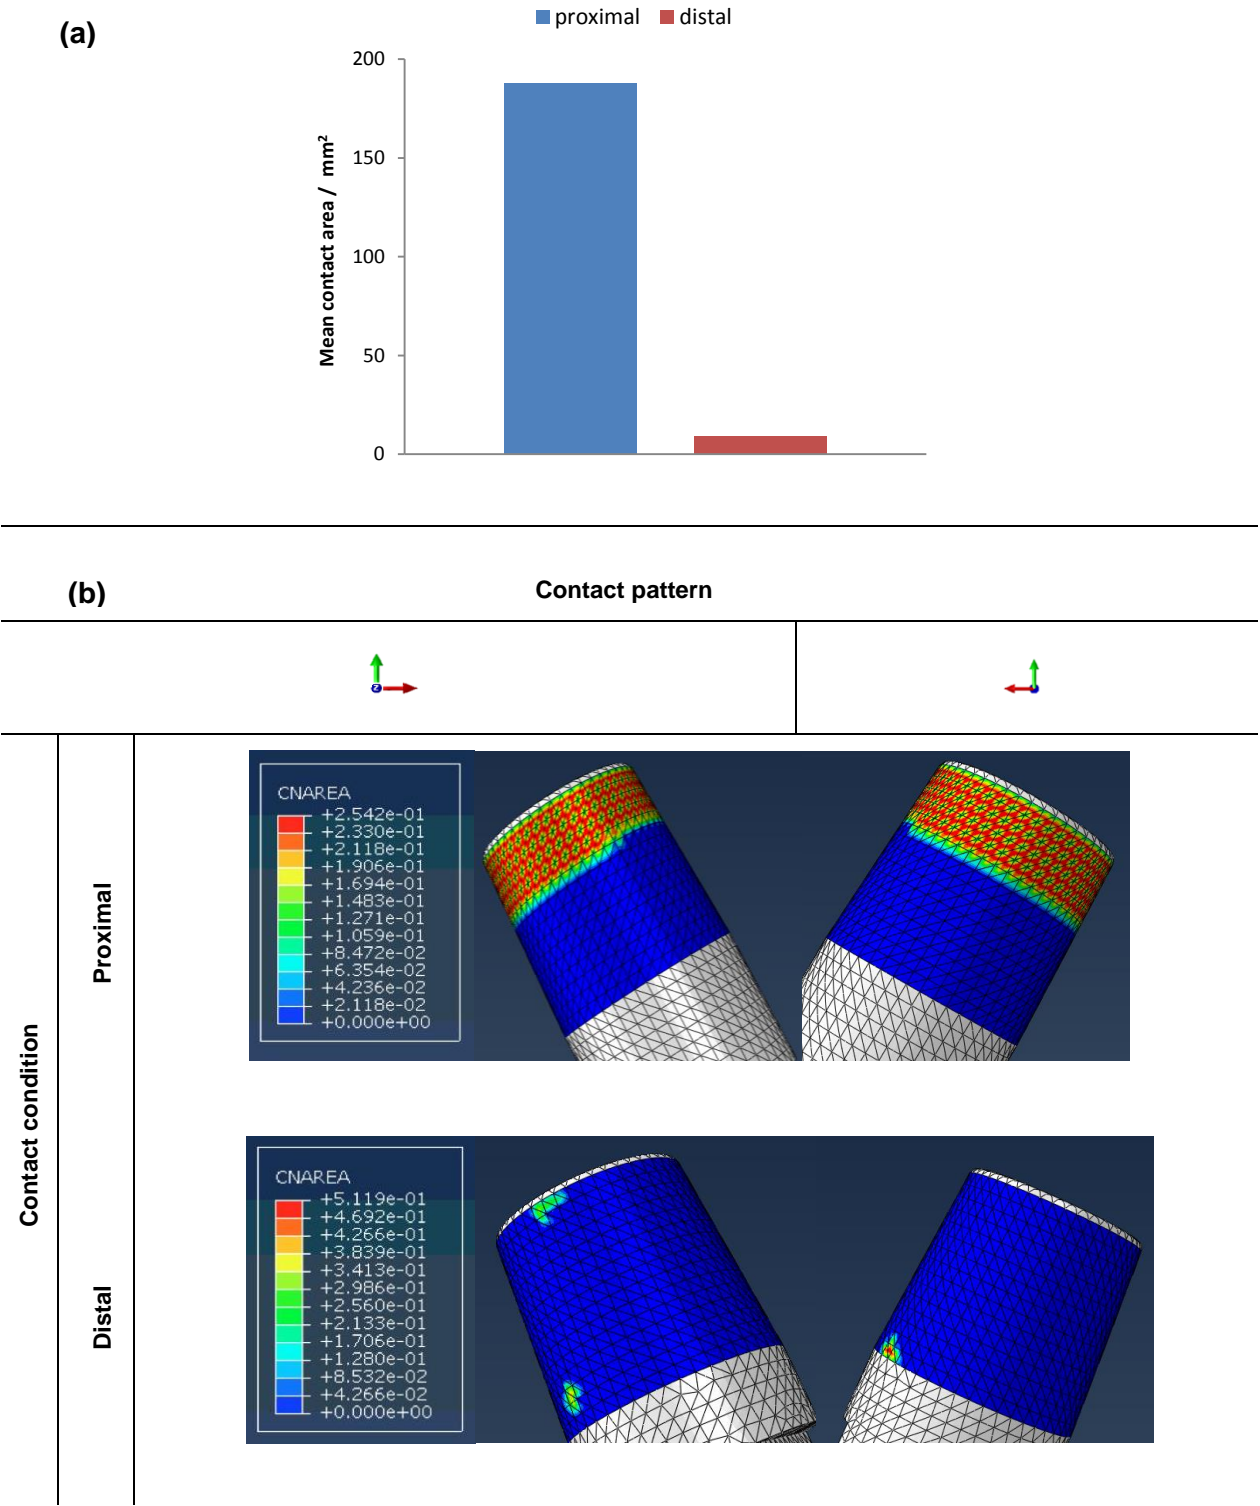 (a)
proximal distal
200
150
100
50
0
Mean contact area / mm²
(b)
Contact pattern
Z
Contact condition
Proximal
CNAREA
+2.542e-01
+2.330e-01
+2.118e-01
+1.906e-01
+1.694e-01
+1.483e-01
+1.271e-01
+1.059e-01
+8.472e-02
+6.354e-02
+4.236e-02
+2.118e-02
+0.000e+00
Distal
CNAREA
+5.119e-01
+4.692e-01
+4.266e-01
+3.839e-01
+3.413e-01
+2.986e-01
+2.560e-01
+2.133e-01
+1.706e-01
+1.280e-01
+8.532e-02
+4.266e-02
+0.000e+00